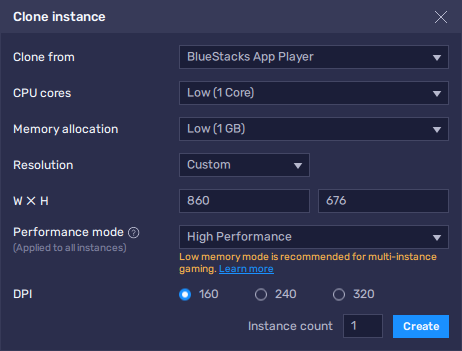 Clone instance
Clone from
BlueStacks App Player
CPU cores
Low (1 Core)
Memory allocation
Low (1 GB)
Resolution
Custom
W X H
860
676
Performance mode ?
(Applied to all instances)
High Performance
Low memory mode is recommended for multi-instance
gaming. Learn more
DPI
160
240
320
Instance count
1
Create